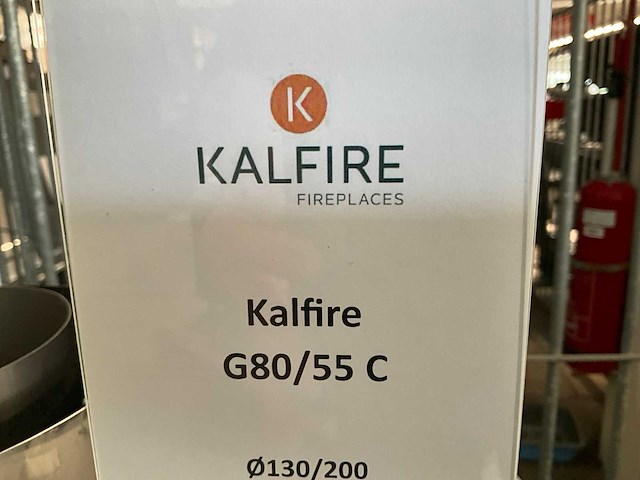 K
KALFIRE
FIREPLACES
Kalfire
G80/55 C
Ø130/200